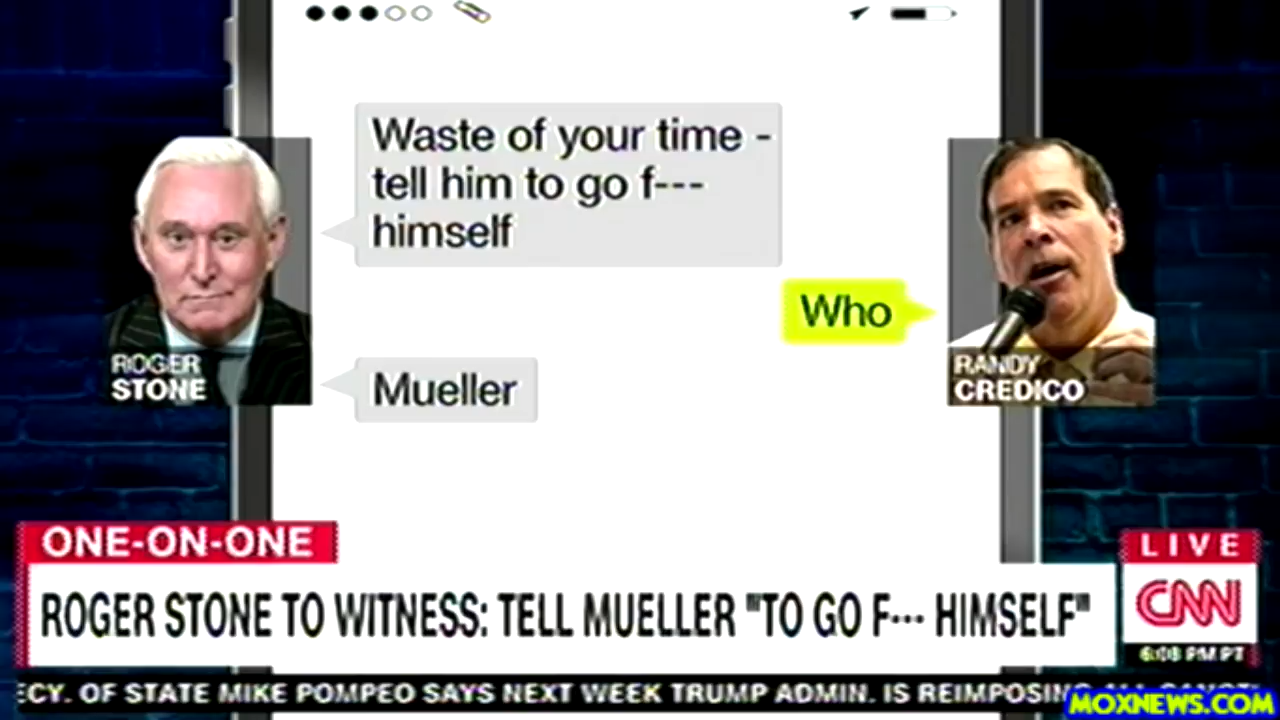 Waste of your time -
tell him to go f---
himself
Who
Mueller
ROGER
STONE
RANDY
CREDICO
ONE-ON-ONE
ROGER STONE TO WITNESS: TELL MUELLER "TO GO F--- HIMSELF"
LIVE
CNN
6:08 PM PT
ECY. OF STATE MIKE POMPEO SAYS NEXT WEEK TRUMP ADMIN. IS REIMPOSING
MOXNEWS.COM